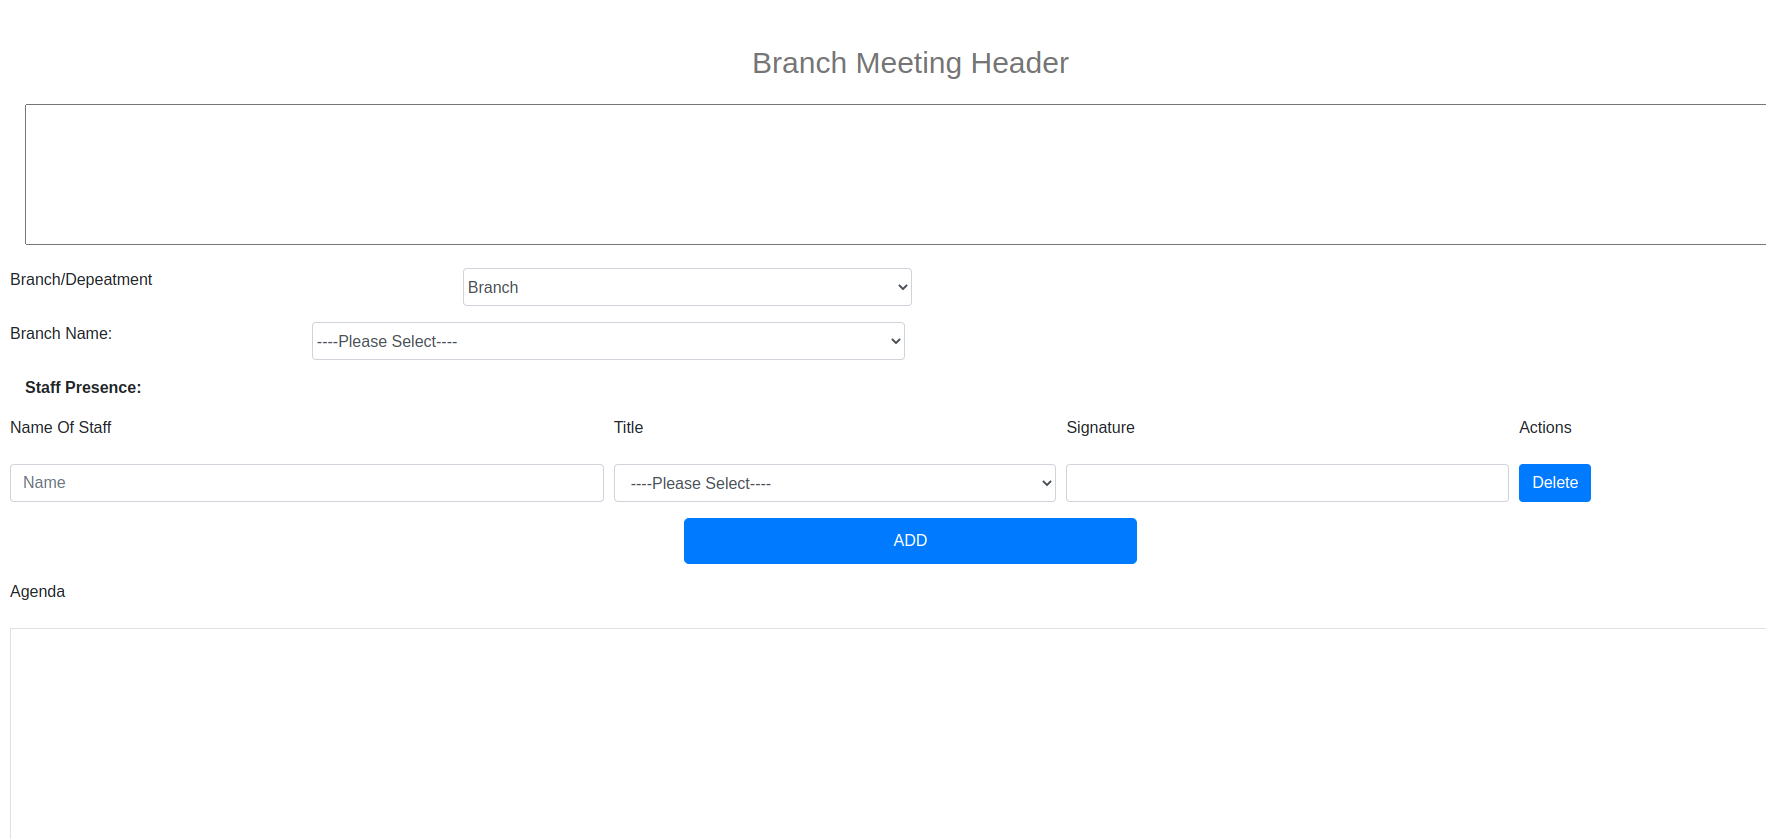 Branch Meeting Header
Branch/Depeatment
Branch
Branch Name:
----Please Select----
Staff Presence:
Name Of Staff Title Signature Actions
Name ----Please Select---- Delete
ADD
Agenda